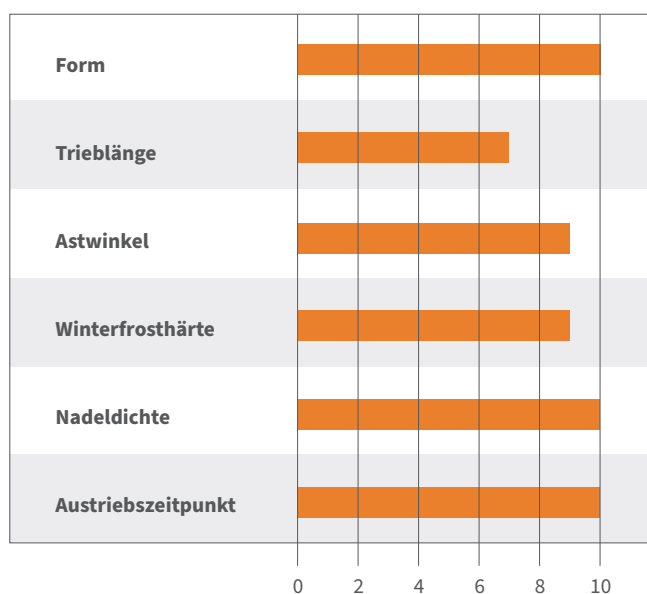 Form
Trieblänge
Astwinkel
Winterfrosthärte
Nadeldichte
Austriebszeitpunkt
0 2 4 6 8 10